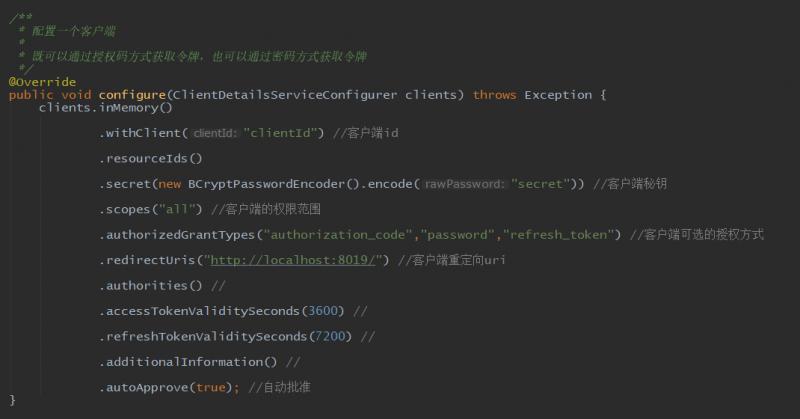 /**
* 配置一个客户端
*
* 既可以通过授权码方式获取令牌，也可以通过密码方式获取令牌
*/
@Override
public void configure(ClientDetailsServiceConfigurer clients) throws Exception {
clients.inMemory()
.withClient( clientId: "clientId") //客户端id
.resourceIds()
.secret(new BCryptPasswordEncoder().encode( rawPassword: "secret")) //客户端秘钥
.scopes("all") //客户端的权限范围
.authorizedGrantTypes("authorization_code","password","refresh_token") //客户端可选的授权方式
.redirectUris("http://localhost:8019/") //客户端重定向uri
.authorities() //
.accessTokenValiditySeconds(3600) //
.refreshTokenValiditySeconds(7200) //
.additionalInformation() //
.autoApprove(true); //自动批准
}